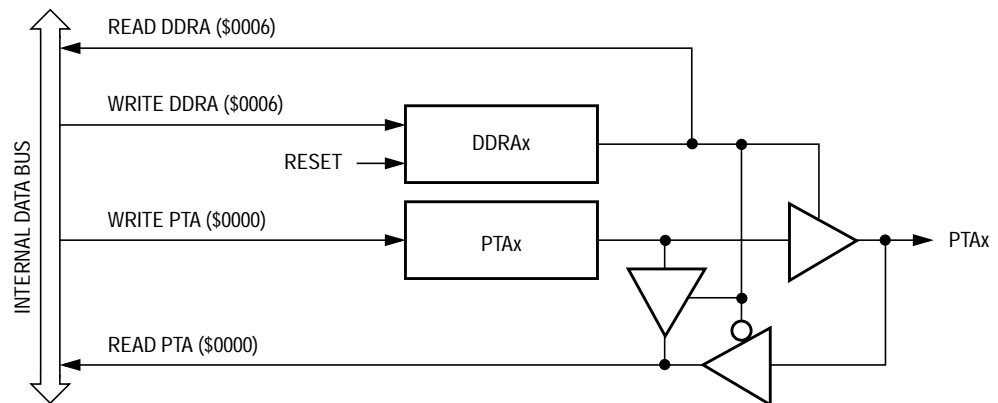 READ DDRA ($0006)
WRITE DDRA ($0006)
DDRAx
RESET
WRITE PTA ($0000)
PTAx
PTAx
READ PTA ($0000)
INTERNAL DATA BUS